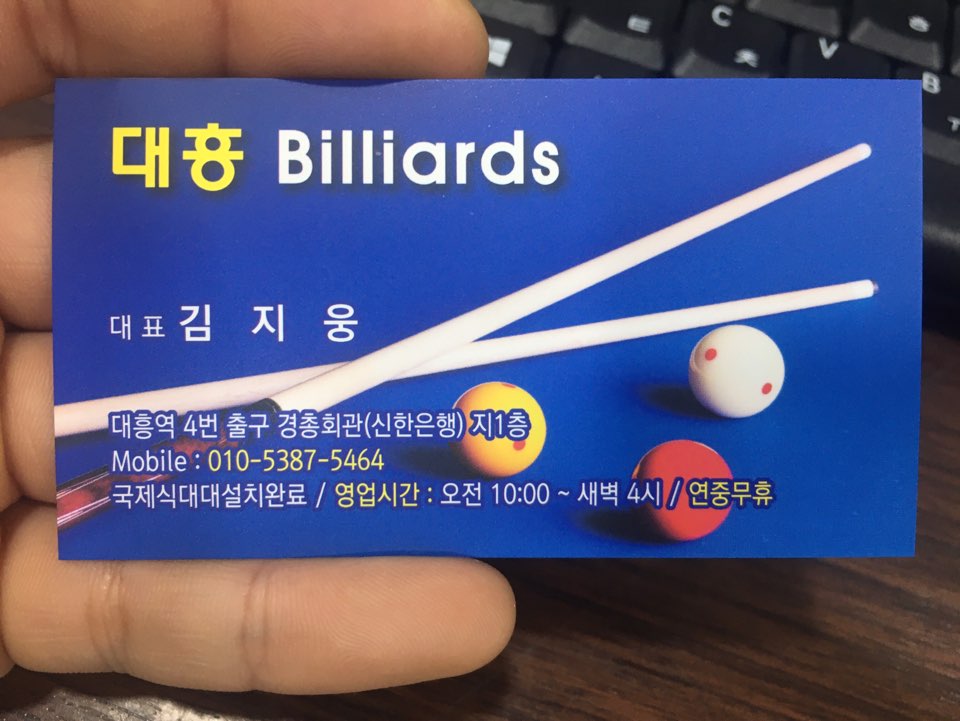 대흥 Billiards
대표 김 지 웅
대흥역 4번 출구 경총회관(신한은행) 지1층
Mobile : 010-5387-5464
국제식대대설치완료 / 영업시간 : 오전 10:00 ~ 새벽 4시 / 연중무휴
C
V
B